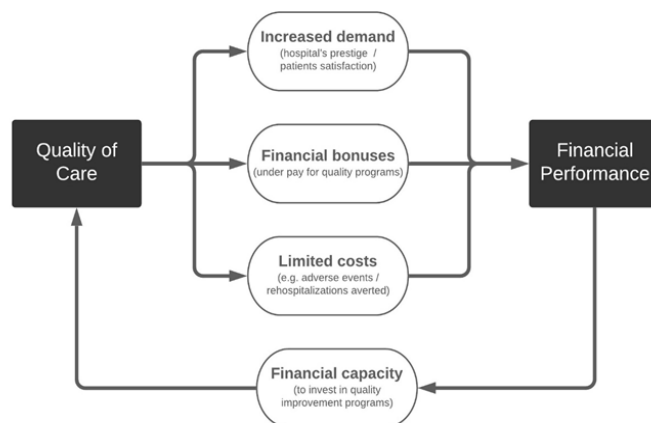 Increased demand
(hospital's prestige /
patients satisfaction)
Quality of
Care
Financial bonuses
(under pay for quality programs)
Financial
Performance
Limited costs
(e.g. adverse events /
rehospitalizations averted)
Financial capacity
(to invest in quality
improvement programs)